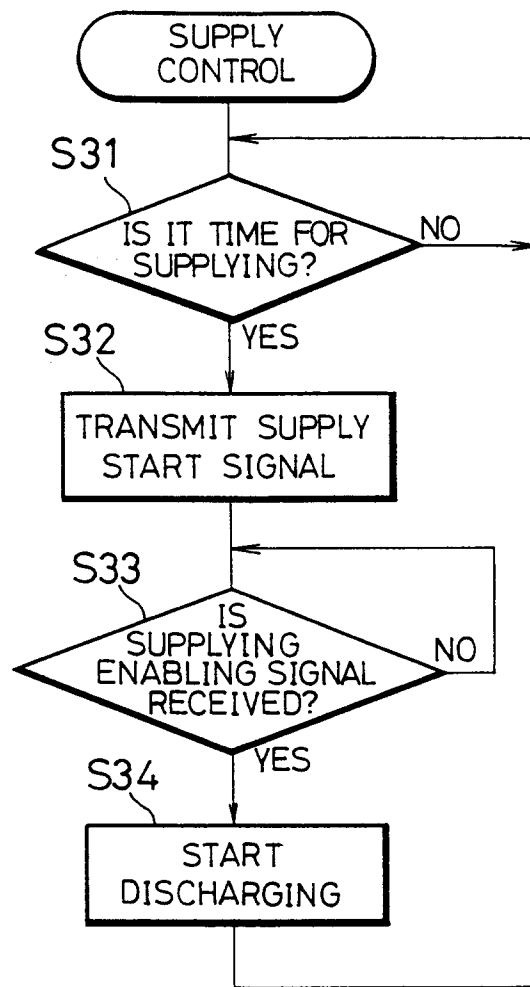 SUPPLY
CONTROL
S31
IS IT TIME FOR
SUPPLYING?
NO
YES
S32
TRANSMIT SUPPLY
START SIGNAL
S33
IS
SUPPLYING
ENABLING SIGNAL
RECEIVED?
NO
YES
S34
START
DISCHARGING